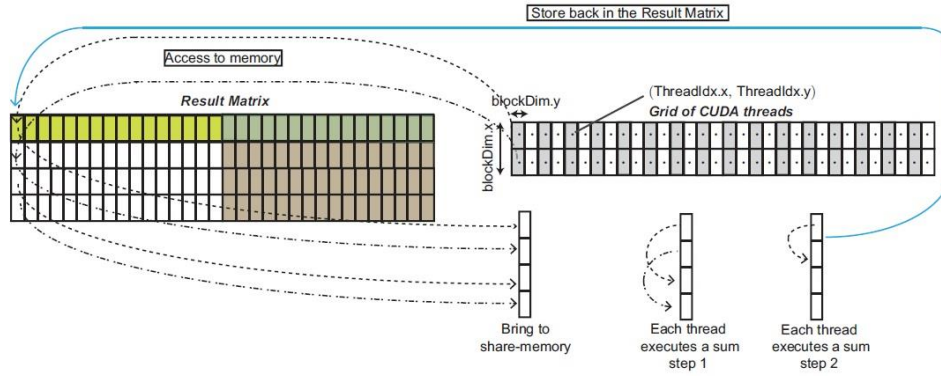 Store back in the Result Matrix
Access to memory
Result Matrix
blockDim.y
(ThreadIdx.x, ThreadIdx.y)
Grid of CUDA threads
blockDim.x
Bring to
share-memory
Each thread
executes a sum
step 1
Each thread
executes a sum
step 2